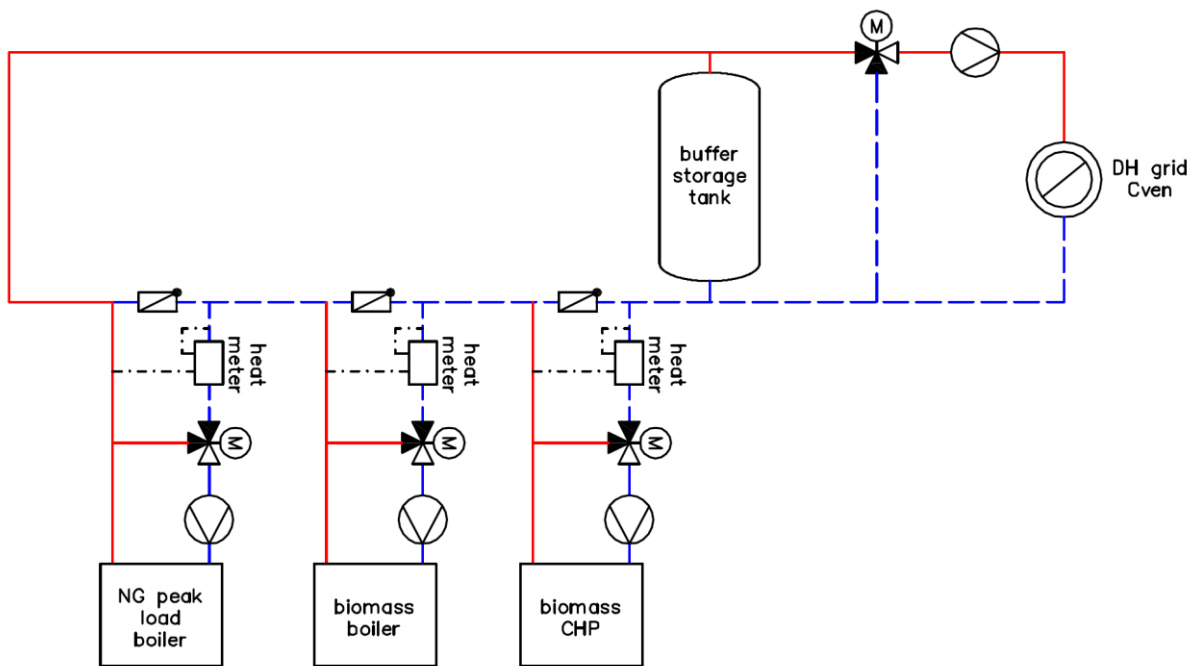 M
buffer
storage
tank
DH grid
Cven
heat
meter
heat
meter
heat
meter
M
M
M
NG peak
load
boiler
biomass
boiler
biomass
CHP